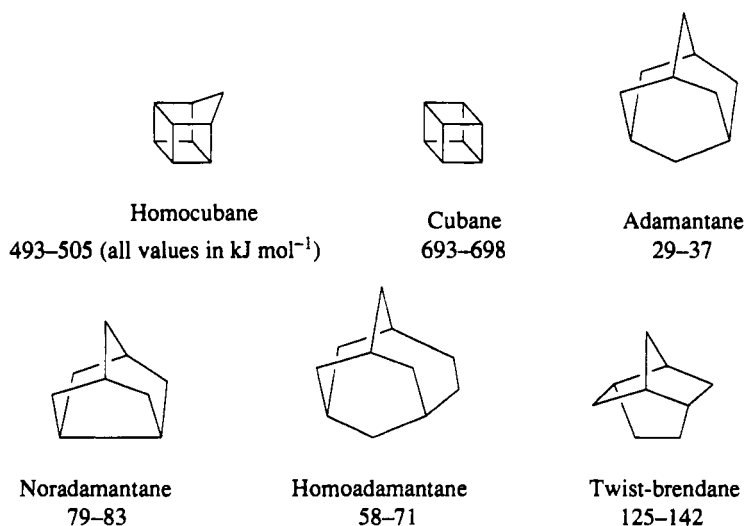 Homocubane
493–505 (all values in kJ mol⁻¹)
Cubane
693–698
Adamantane
29–37
Noradamantane
79–83
Homoadamantane
58–71
Twist-brendane
125–142